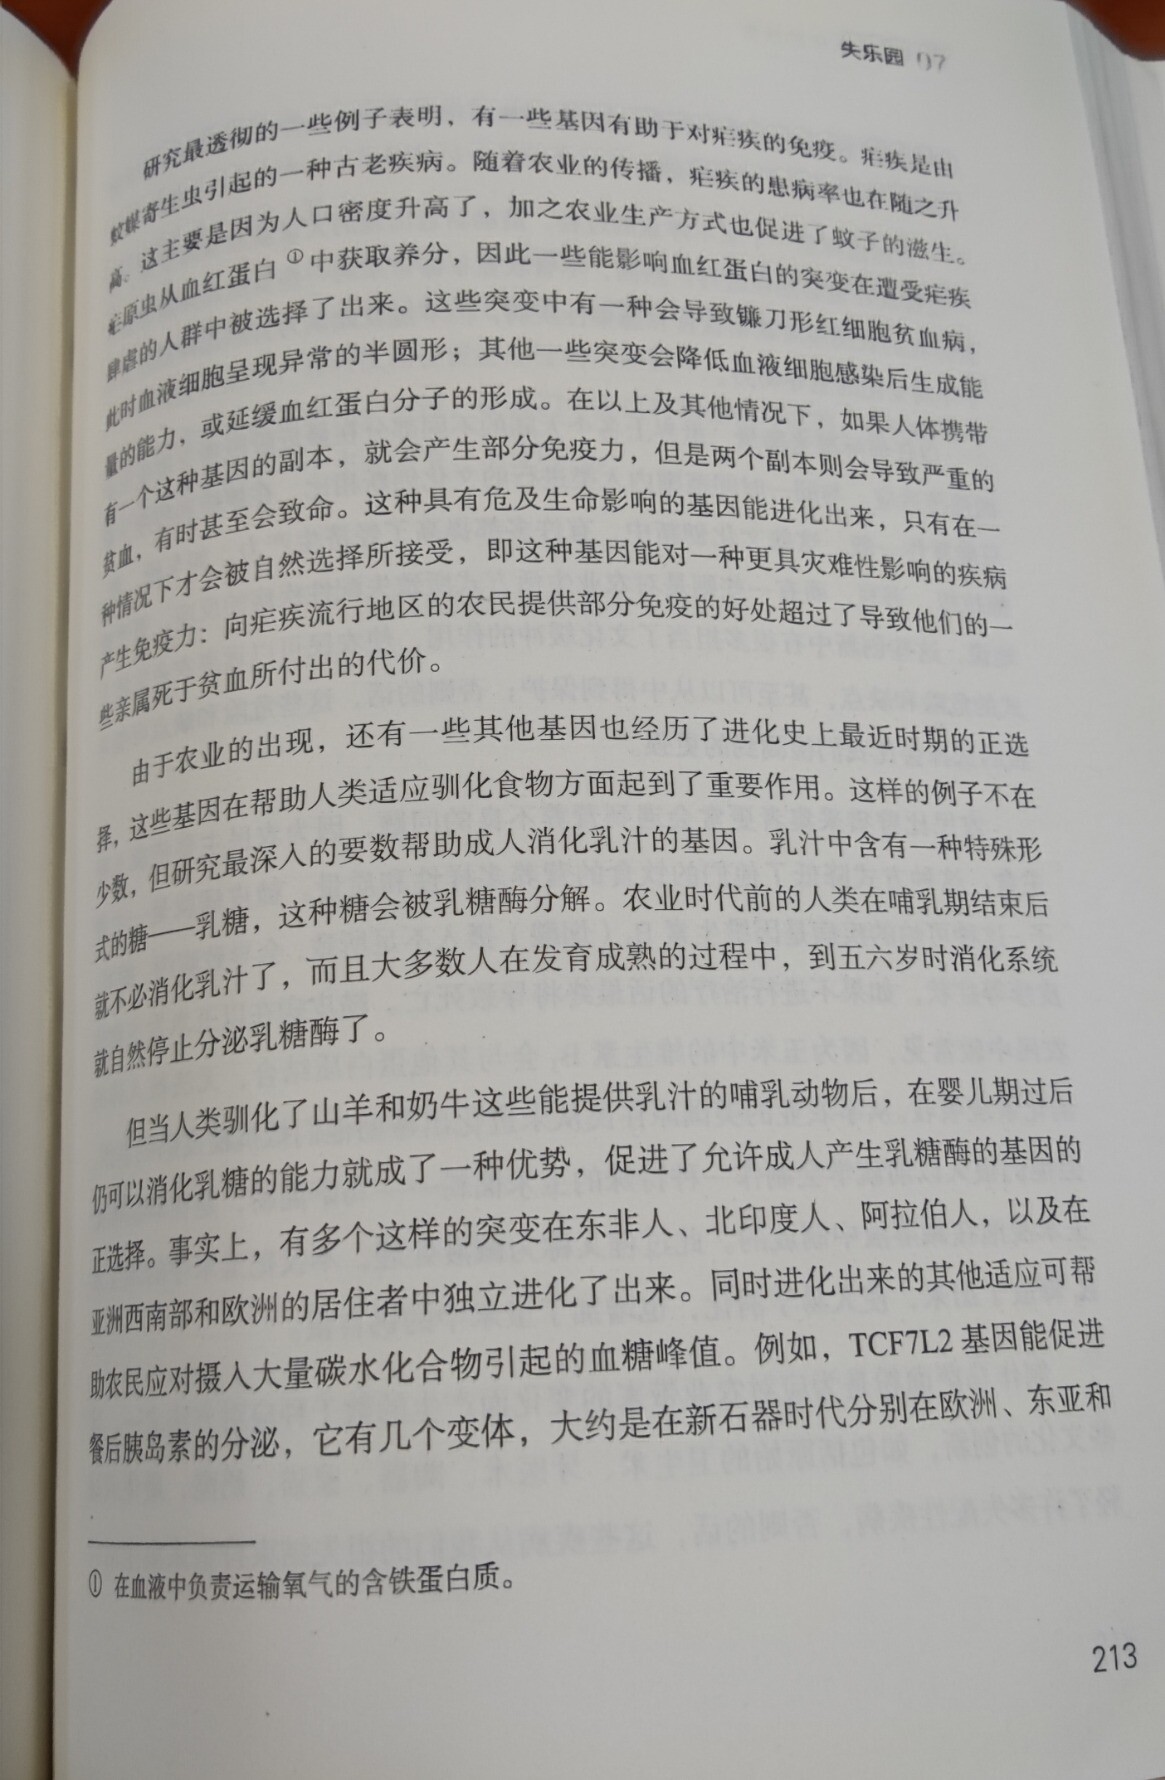 失乐园 07
研究最透彻的一些例子表明，有一些基因有助于对疟疾的免疫。疟疾是由
蚊媒寄生虫引起的一种古老疾病。随着农业的传播，疟疾的患病率也在随之升
高。这主要是因为人口密度升高了，加之农业生产方式也促进了蚊子的滋生。
疟原虫从血红蛋白①中获取养分，因此一些能影响血红蛋白的突变在遭受疟疾
肆虐的人群中被选择了出来。这些突变中有一种会导致镰刀形红细胞贫血病，
此时血液细胞呈现异常的半圆形；其他一些突变会降低血液细胞感染后生成能
量的能力，或延缓血红蛋白分子的形成。在以上及其他情况下，如果人体携带
有一个这种基因的副本，就会产生部分免疫力，但是两个副本则会导致严重的
贫血，有时甚至会致命。这种具有危及生命影响的基因能进化出来，只有在一
种情况下才会被自然选择所接受，即这种基因能对一种更具灾难性影响的疾病
产生免疫力：向疟疾流行地区的农民提供部分免疫的好处超过了导致他们的一
些亲属死于贫血所付出的代价。
由于农业的出现，还有一些其他基因也经历了进化史上最近时期的正选
择，这些基因在帮助人类适应驯化食物方面起到了重要作用。这样的例子不在
少数，但研究最深入的要数帮助成人消化乳汁的基因。乳汁中含有一种特殊形
式的糖——乳糖，这种糖会被乳糖酶分解。农业时代前的人类在哺乳期结束后
就不必消化乳汁了，而且大多数人在发育成熟的过程中，到五六岁时消化系统
就自然停止分泌乳糖酶了。
但当人类驯化了山羊和奶牛这些能提供乳汁的哺乳动物后，在婴儿期过后
仍可以消化乳糖的能力就成了一种优势，促进了允许成人产生乳糖酶的基因的
正选择。事实上，有多个这样的突变在东非人、北印度人、阿拉伯人，以及在
亚洲西南部和欧洲的居住者中独立进化了出来。同时进化出来的其他适应可帮
助农民应对摄入大量碳水化合物引起的血糖峰值。例如，TCF7L2 基因能促进
餐后胰岛素的分泌，它有几个变体，大约是在新石器时代分别在欧洲、东亚和
① 在血液中负责运输氧气的含铁蛋白质。
213